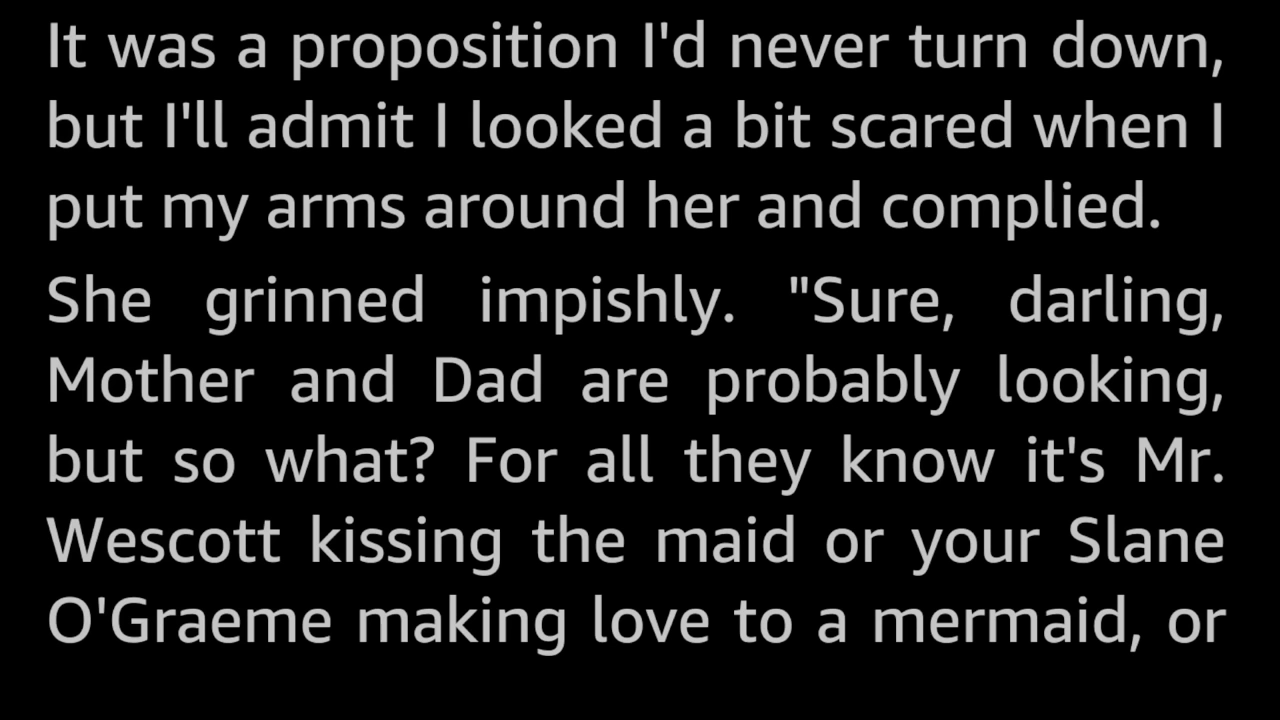 It was a proposition I'd never turn down,
but I'll admit I looked a bit scared when I
put my arms around her and complied.
She grinned impishly. "Sure, darling,
Mother and Dad are probably looking,
but so what? For all they know it's Mr.
Wescott kissing the maid or your Slane
O'Graeme making love to a mermaid, or